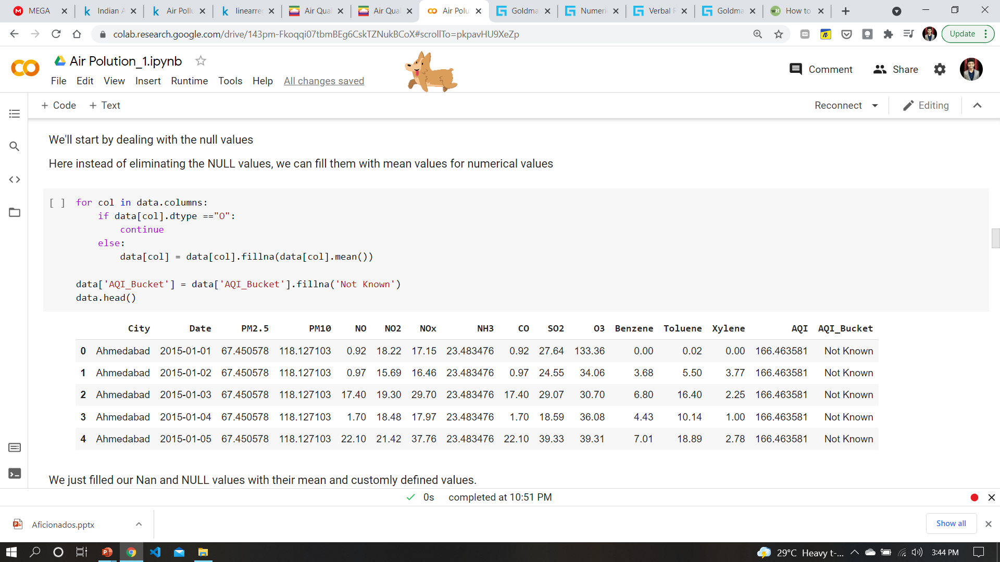 MEGA
Indian A
Air Pollu
linearreg
Air Qual
Air Qual
Air Polu
Goldma
Numeri
Verbal R
Goldma
How to
colab.research.google.com/drive/143pm-Fkoqqi07tbmBEg6CskTZNukBCoX#scrollTo=pkpavHU9XeZp
Update
Air Polution_1.ipynb
Comment
Share
File Edit View Insert Runtime Tools Help All changes saved
+ Code + Text
Reconnect
Editing
We'll start by dealing with the null values
Here instead of eliminating the NULL values, we can fill them with mean values for numerical values
[ ] for col in data.columns:
if data[col].dtype =="O":
continue
else:
data[col] = data[col].fillna(data[col].mean())
data['AQI_Bucket'] = data['AQI_Bucket'].fillna('Not Known')
data.head()
City Date PM2.5 PM10 NO NO2 NOx NH3 CO SO2 O3 Benzene Toluene Xylene AQI AQI_Bucket
0 Ahmedabad 2015-01-01 67.450578 118.127103 0.92 18.22 17.15 23.483476 0.92 27.64 133.36 0.00 0.02 0.00 166.463581 Not Known
1 Ahmedabad 2015-01-02 67.450578 118.127103 0.97 15.69 16.46 23.483476 0.97 24.55 34.06 3.68 5.50 3.77 166.463581 Not Known
2 Ahmedabad 2015-01-03 67.450578 118.127103 17.40 19.30 29.70 23.483476 17.40 29.07 30.70 6.80 16.40 2.25 166.463581 Not Known
3 Ahmedabad 2015-01-04 67.450578 118.127103 1.70 18.48 17.97 23.483476 1.70 18.59 36.08 4.43 10.14 1.00 166.463581 Not Known
4 Ahmedabad 2015-01-05 67.450578 118.127103 22.10 21.42 37.76 23.483476 22.10 39.33 39.31 7.01 18.89 2.78 166.463581 Not Known
We just filled our Nan and NULL values with their mean and customly defined values.
0s completed at 10:51 PM
Aficionados.pptx
Show all
29°C Heavy t-...
3:44 PM